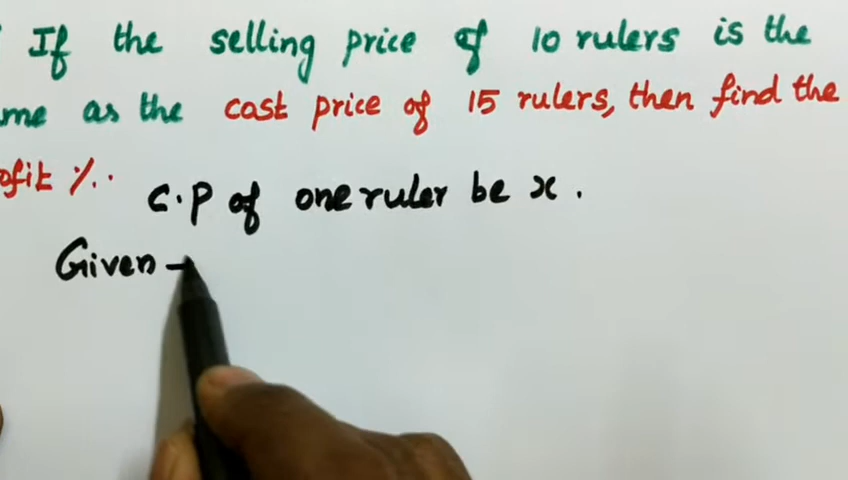 If the selling price of 10 rulers is the
me as the cost price of 15 rulers, then find the
ofit %.
C.P of one ruler be x.
Given -